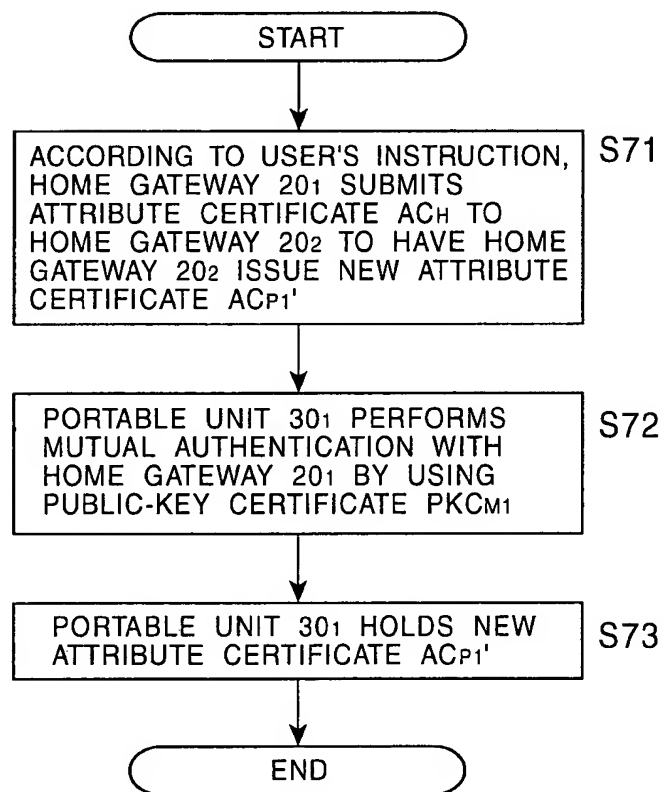 START
ACCORDING TO USER'S INSTRUCTION,
HOME GATEWAY 201 SUBMITS
ATTRIBUTE CERTIFICATE ACH TO
HOME GATEWAY 202 TO HAVE HOME
GATEWAY 202 ISSUE NEW ATTRIBUTE
CERTIFICATE ACP1'
S71
PORTABLE UNIT 301 PERFORMS
MUTUAL AUTHENTICATION WITH
HOME GATEWAY 201 BY USING
PUBLIC-KEY CERTIFICATE PKCM1
S72
PORTABLE UNIT 301 HOLDS NEW
ATTRIBUTE CERTIFICATE ACP1'
S73
END